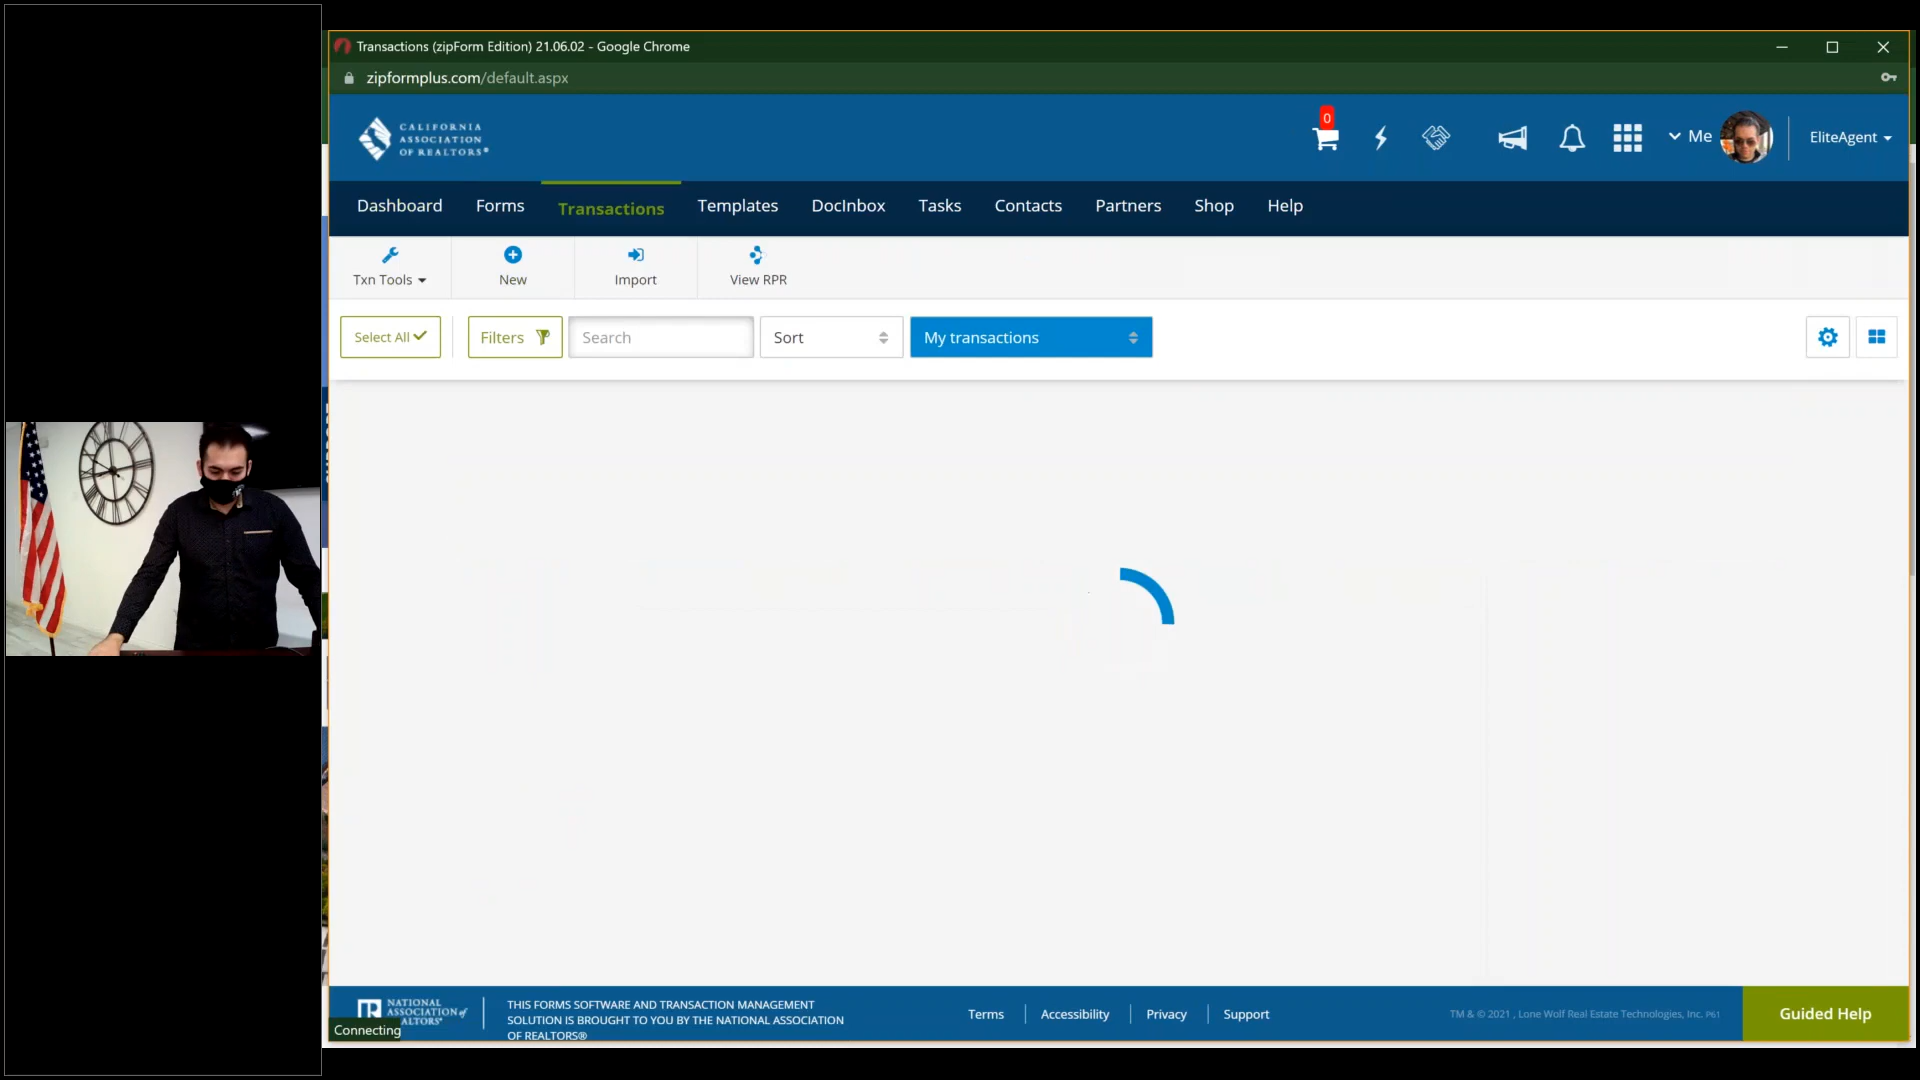 Transactions (zipForm Edition) 21.06.02 - Google Chrome
zipformplus.com/default.aspx
CALIFORNIA
ASSOCIATION
OF REALTORS®
0
Me
EliteAgent
Dashboard
Forms
Transactions
Templates
DocInbox
Tasks
Contacts
Partners
Shop
Help
Txn Tools
New
Import
View RPR
Select All
Filters
Search
Sort
My transactions
NATIONAL
ASSOCIATION of
REALTORS®
Connecting
THIS FORMS SOFTWARE AND TRANSACTION MANAGEMENT
SOLUTION IS BROUGHT TO YOU BY THE NATIONAL ASSOCIATION
OF REALTORS®
Terms
Accessibility
Privacy
Support
TM & © 2021 , Lone Wolf Real Estate Technologies, Inc. P61
Guided Help